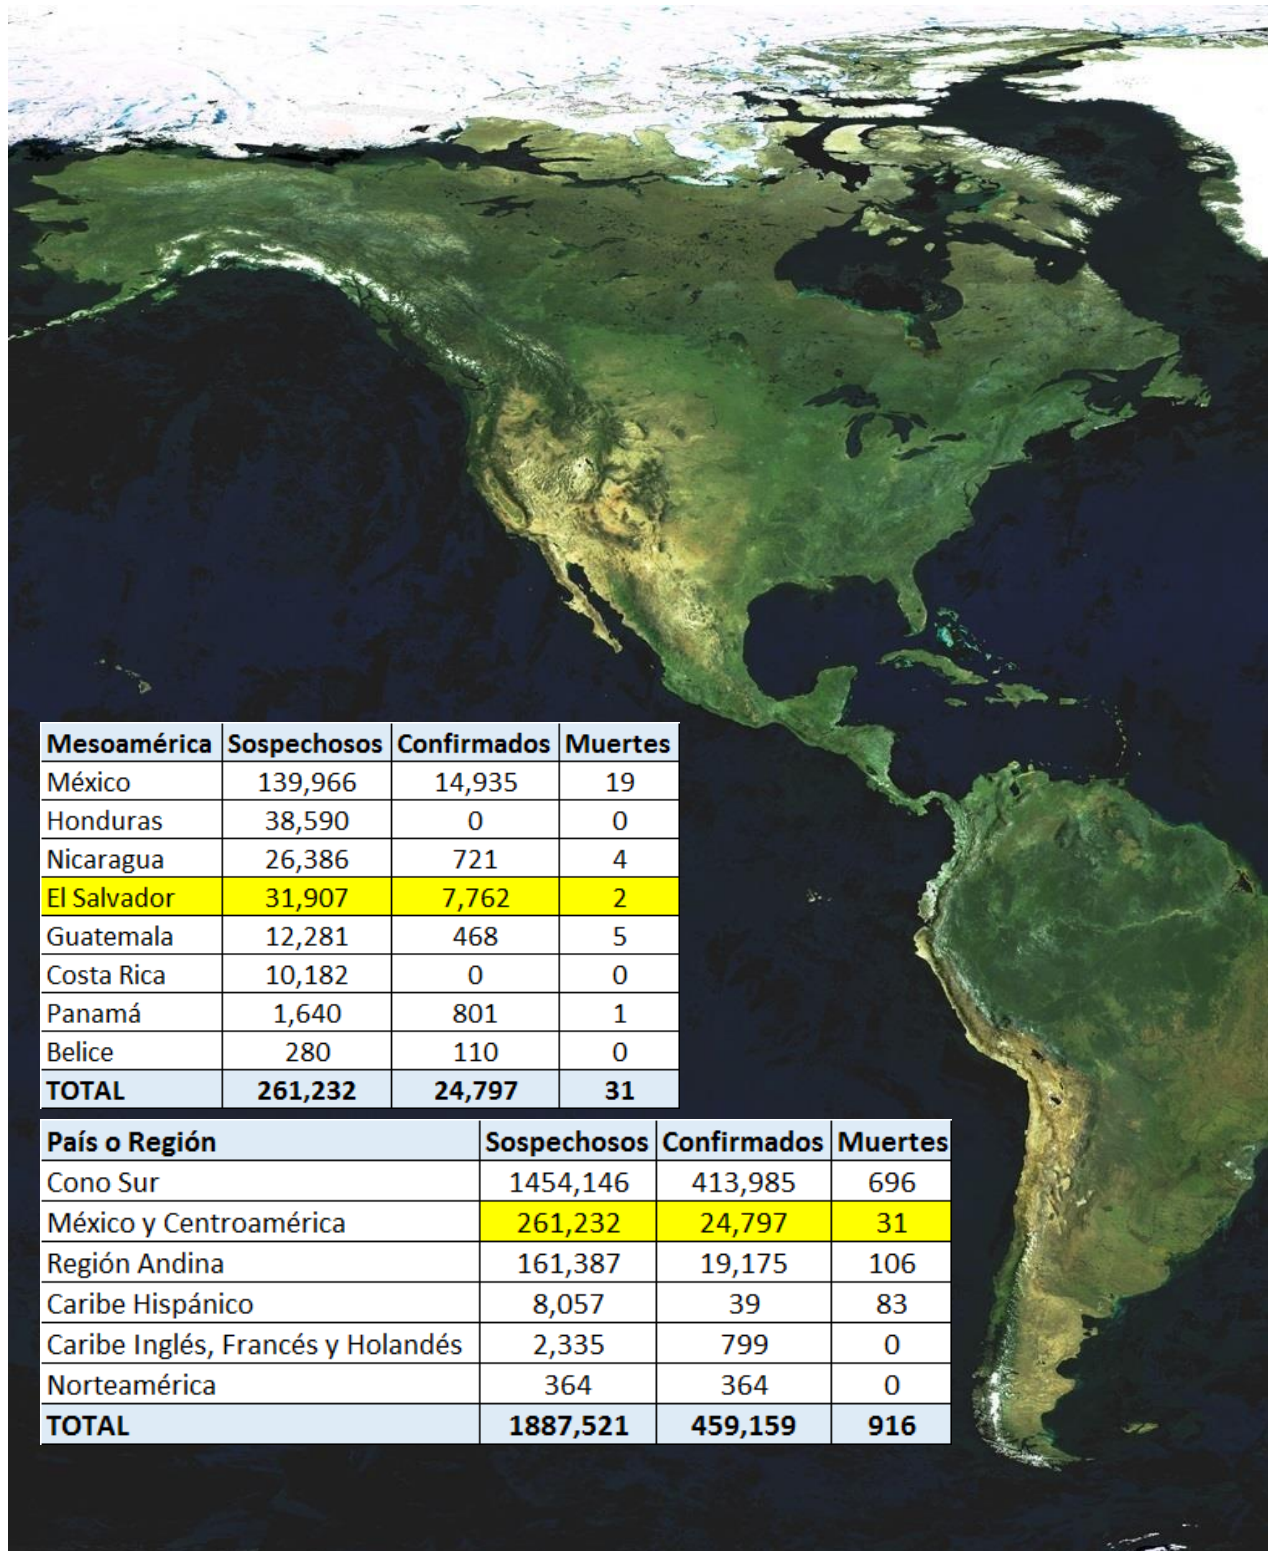 Mesoamérica Sospechosos Confirmados Muertes
México 139,966 14,935 19
Honduras 38,590 0 0
Nicaragua 26,386 721 4
El Salvador 31,907 7,762 2
Guatemala 12,281 468 5
Costa Rica 10,182 0 0
Panamá 1,640 801 1
Belice 280 110 0
TOTAL 261,232 24,797 31
País o Región Sospechosos Confirmados Muertes
Cono Sur 1454,146 413,985 696
México y Centroamérica 261,232 24,797 31
Región Andina 161,387 19,175 106
Caribe Hispánico 8,057 39 83
Caribe Inglés, Francés y Holandés 2,335 799 0
Norteamérica 364 364 0
TOTAL 1887,521 459,159 916